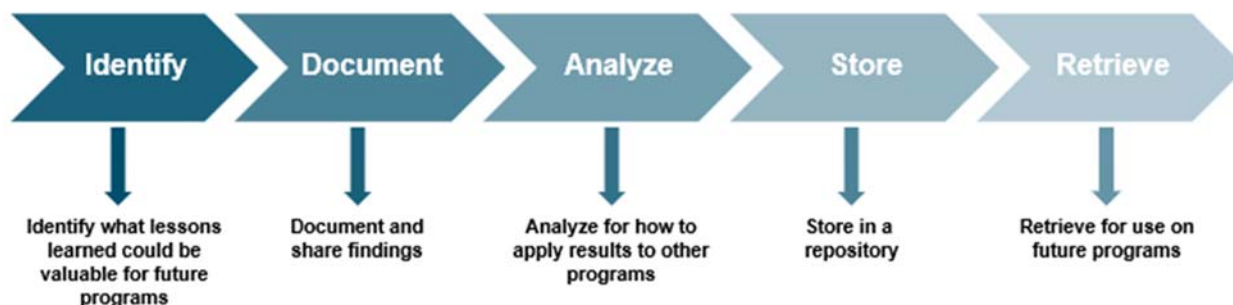 Identify
Document
Analyze
Store
Retrieve
Identify what lessons
learned could be
valuable for future
programs
Document and
share findings
Analyze for how to
apply results to other
programs
Store in a
repository
Retrieve for use on
future programs